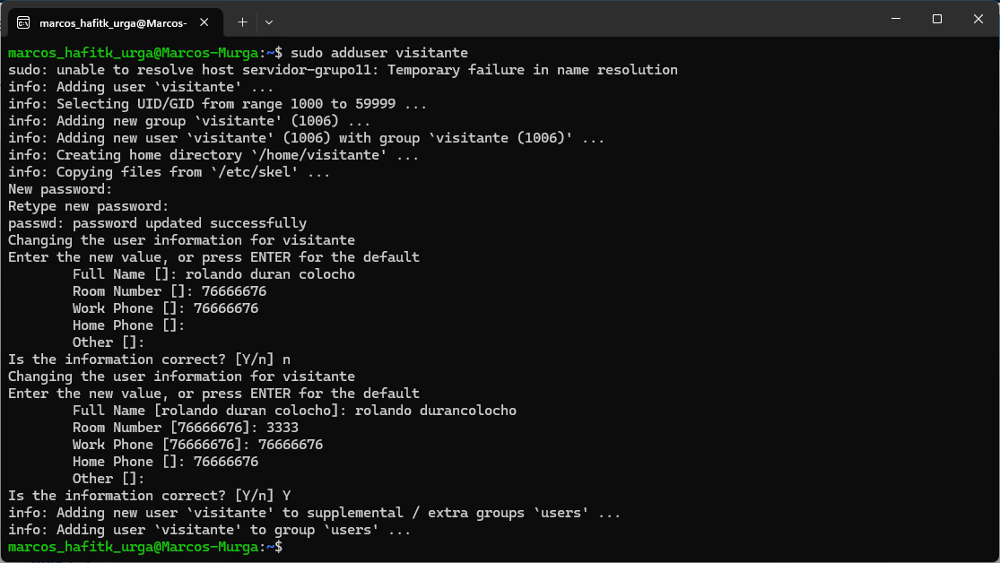 marcos_hafitk_urga@Marcos-
marcos_hafitk_urga@Marcos-Murga:~$ sudo adduser visitante
sudo: unable to resolve host servidor-grupo11: Temporary failure in name resolution
info: Adding user `visitante' ...
info: Selecting UID/GID from range 1000 to 59999 ...
info: Adding new group `visitante' (1006) ...
info: Adding new user `visitante' (1006) with group `visitante (1006)' ...
info: Creating home directory `/home/visitante' ...
info: Copying files from `/etc/skel' ...
New password:
Retype new password:
passwd: password updated successfully
Changing the user information for visitante
Enter the new value, or press ENTER for the default
        Full Name []: rolando duran colocho
        Room Number []: 76666676
        Work Phone []: 76666676
        Home Phone []:
        Other []:
Is the information correct? [Y/n] n
Changing the user information for visitante
Enter the new value, or press ENTER for the default
        Full Name [rolando duran colocho]: rolando durancolocho
        Room Number [76666676]: 3333
        Work Phone [76666676]: 76666676
        Home Phone []: 76666676
        Other []:
Is the information correct? [Y/n] Y
info: Adding new user `visitante' to supplemental / extra groups `users' ...
info: Adding user `visitante' to group `users' ...
marcos_hafitk_urga@Marcos-Murga:~$